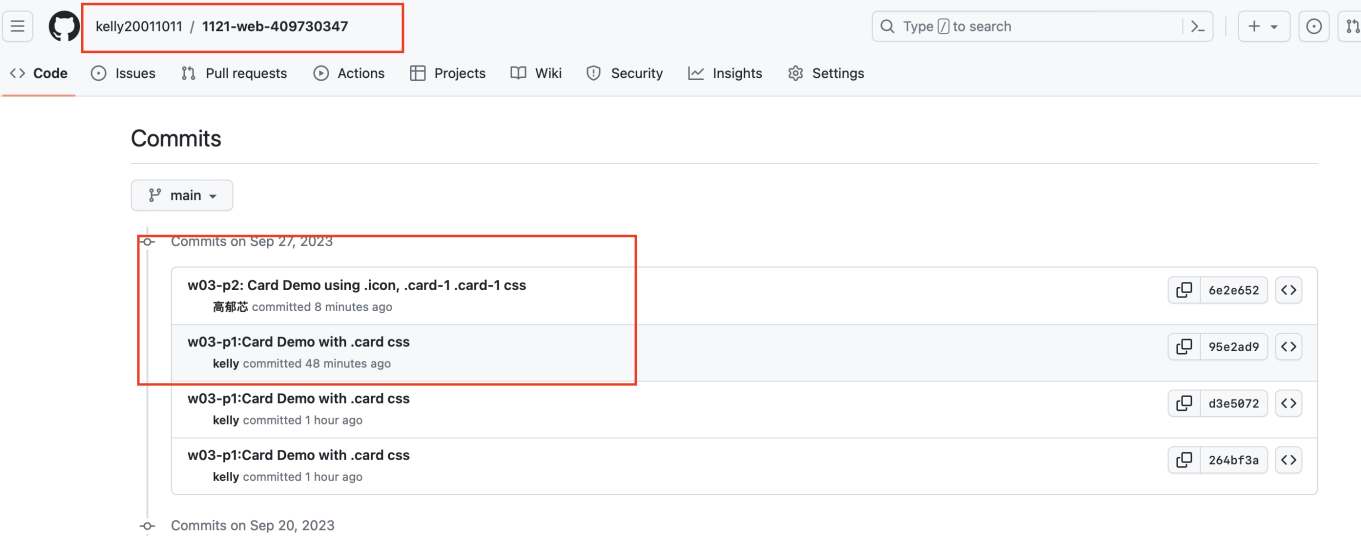 kelly20011011 / 1121-web-409730347
Type / to search
Code Issues Pull requests Actions Projects Wiki Security Insights Settings
Commits
main
Commits on Sep 27, 2023
w03-p2: Card Demo using .icon, .card-1 .card-1 css
6e2e652
高郁芯 committed 8 minutes ago
w03-p1:Card Demo with .card css
95e2ad9
kelly committed 48 minutes ago
w03-p1:Card Demo with .card css
d3e5072
kelly committed 1 hour ago
w03-p1:Card Demo with .card css
264bf3a
kelly committed 1 hour ago
Commits on Sep 20, 2023